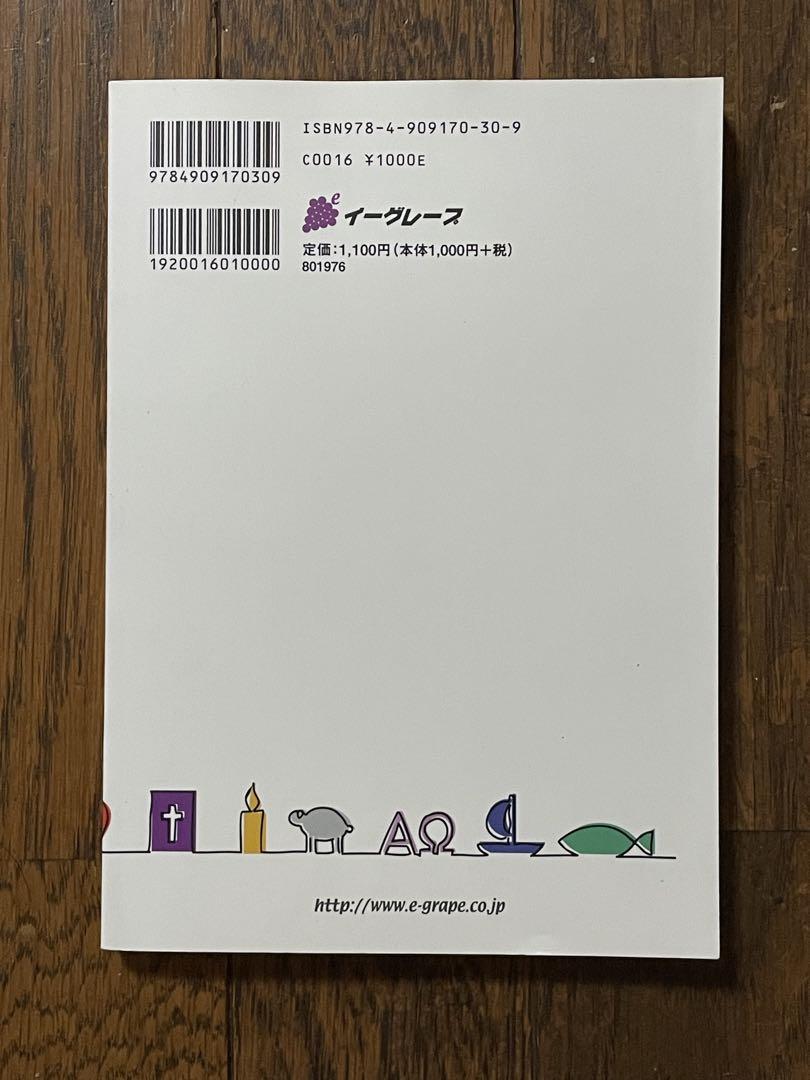 ISBN978-4-909170-30-9
C0016 ¥1000E
9784909170309
e イーグレープ
1920016010000
定価：1,100円（本体1,000円＋税）
801976
ΑΩ
http://www.e-grape.co.jp